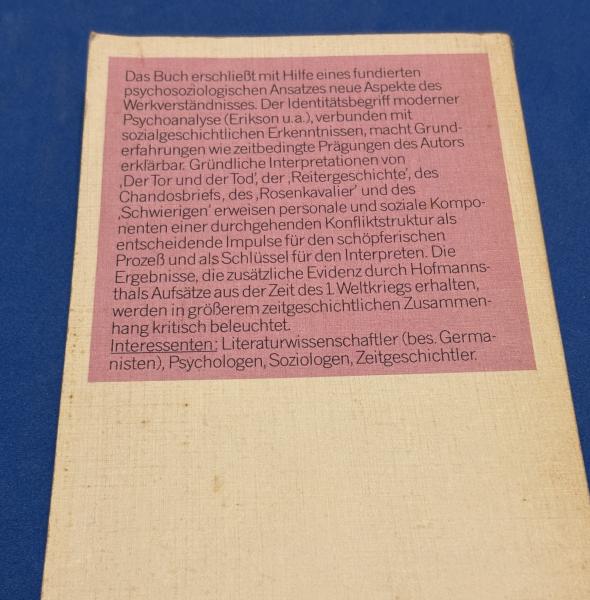 Das Buch erschließt mit Hilfe eines fundierten
psychosoziologischen Ansatzes neue Aspekte des
Werkverständnisses. Der Identitätsbegriff moderner
Psychoanalyse (Erikson u.a.), verbunden mit
sozialgeschichtlichen Erkenntnissen, macht Grund-
erfahrungen wie zeitbedingte Prägungen des Autors
erklärbar. Gründliche Interpretationen von
‚Der Tor und der Tod‘, der ‚Reitergeschichte‘, des
Chandosbriefs, des ‚Rosenkavalier‘ und des
‚Schwierigen‘ erweisen personale und soziale Kompo-
nenten einer durchgehenden Konfliktstruktur als
entscheidende Impulse für den schöpferischen
Prozeß und als Schlüssel für den Interpreten. Die
Ergebnisse, die zusätzliche Evidenz durch Hofmanns-
thals Aufsätze aus der Zeit des 1. Weltkriegs erhalten,
werden in größerem zeitgeschichtlichen Zusammen-
hang kritisch beleuchtet.
Interessenten: Literaturwissenschaftler (bes. Germa-
nisten), Psychologen, Soziologen, Zeitgeschichtler.